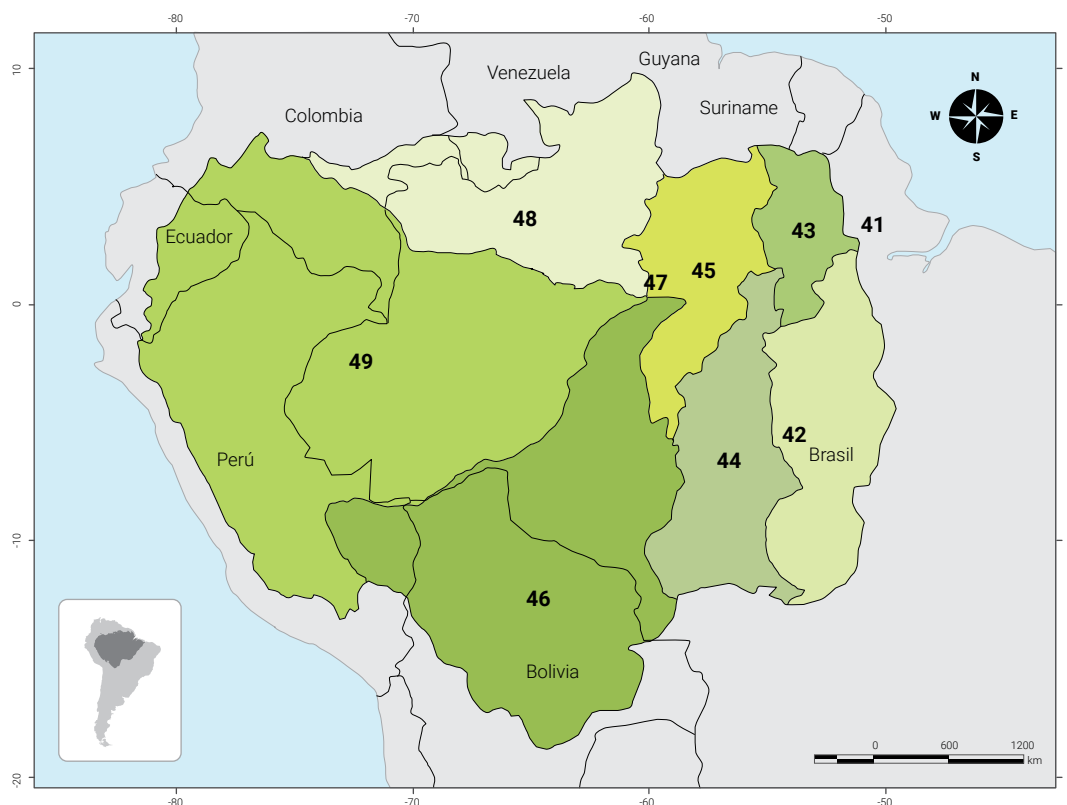 -80 -70 -60 -50
10
0
-10
-20
Guyana
Venezuela
Colombia
Suriname
N
W E
S
48
43
41
Ecuador
45
47
49
42
Brasil
Perú
44
46
Bolivia
0 600 1200
km
-80 -70 -60 -50